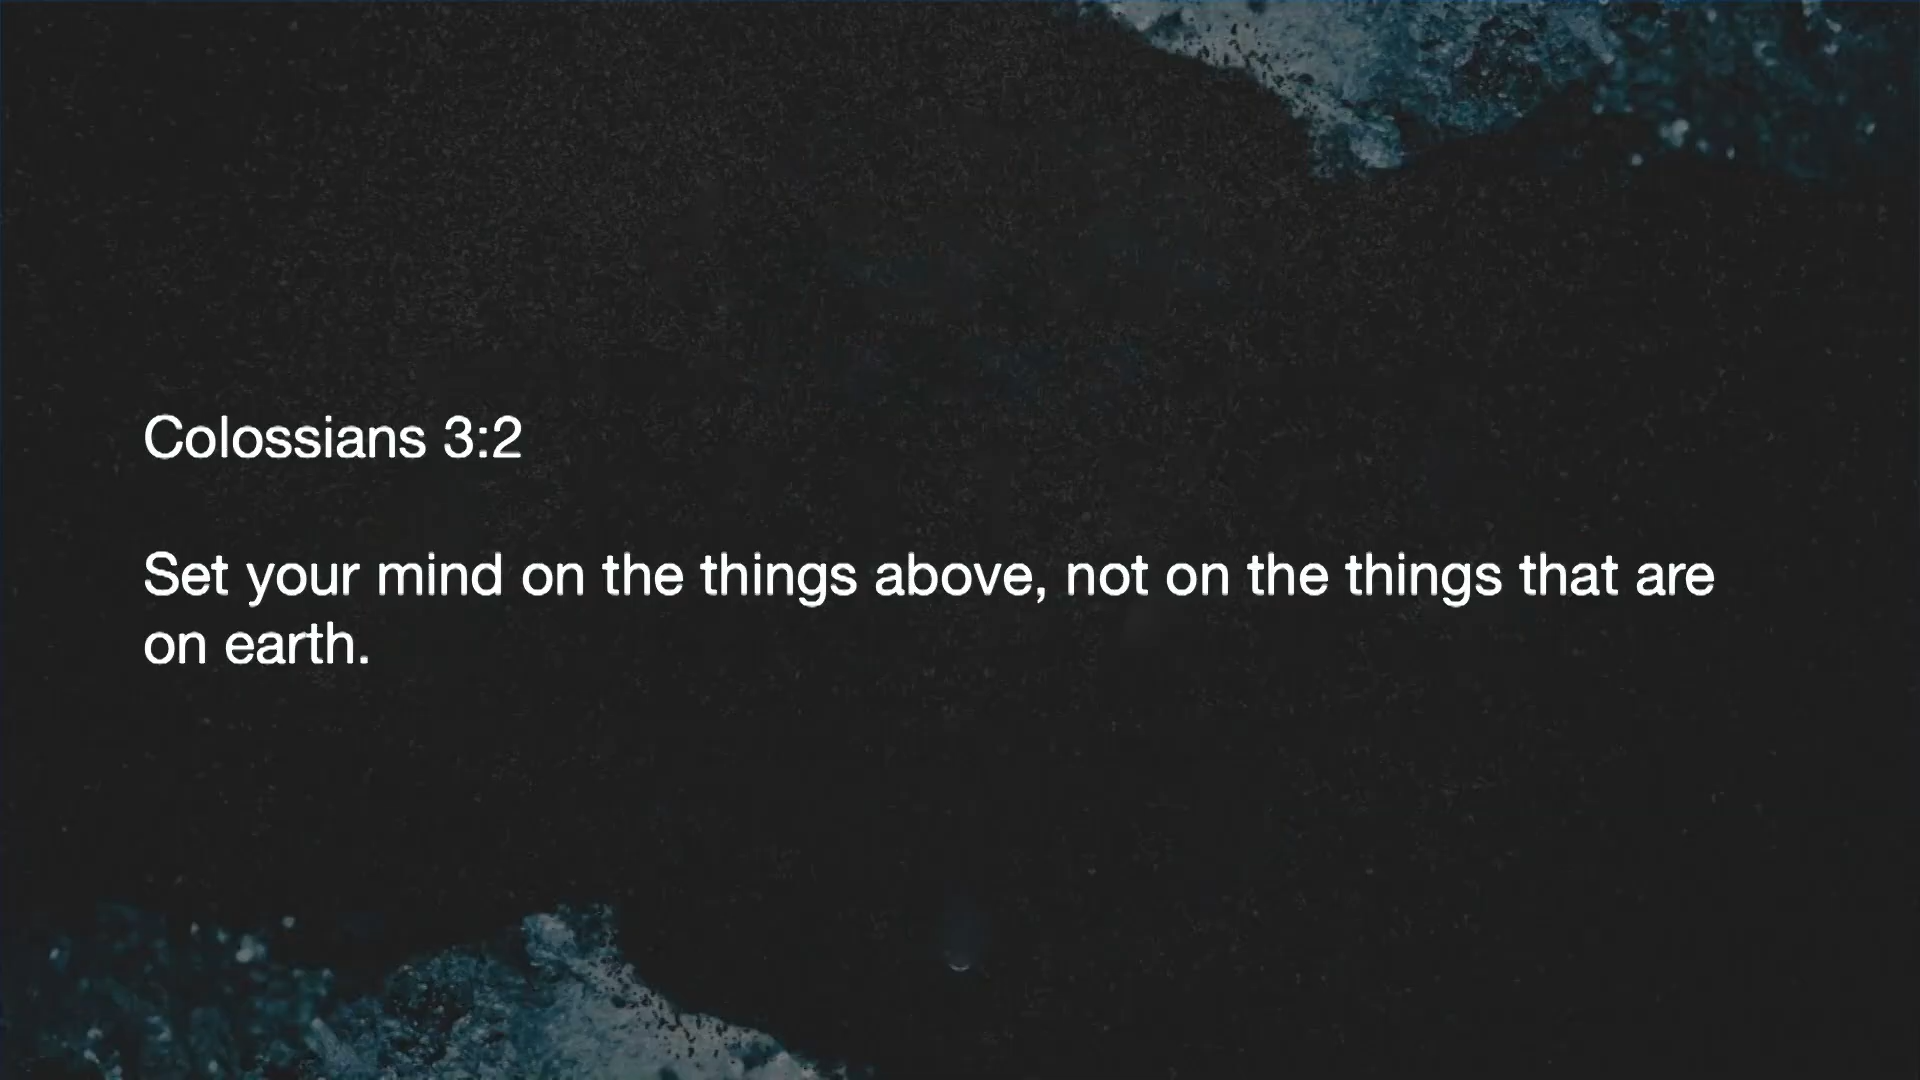 Colossians 3:2
Set your mind on the things above, not on the things that are
on earth.